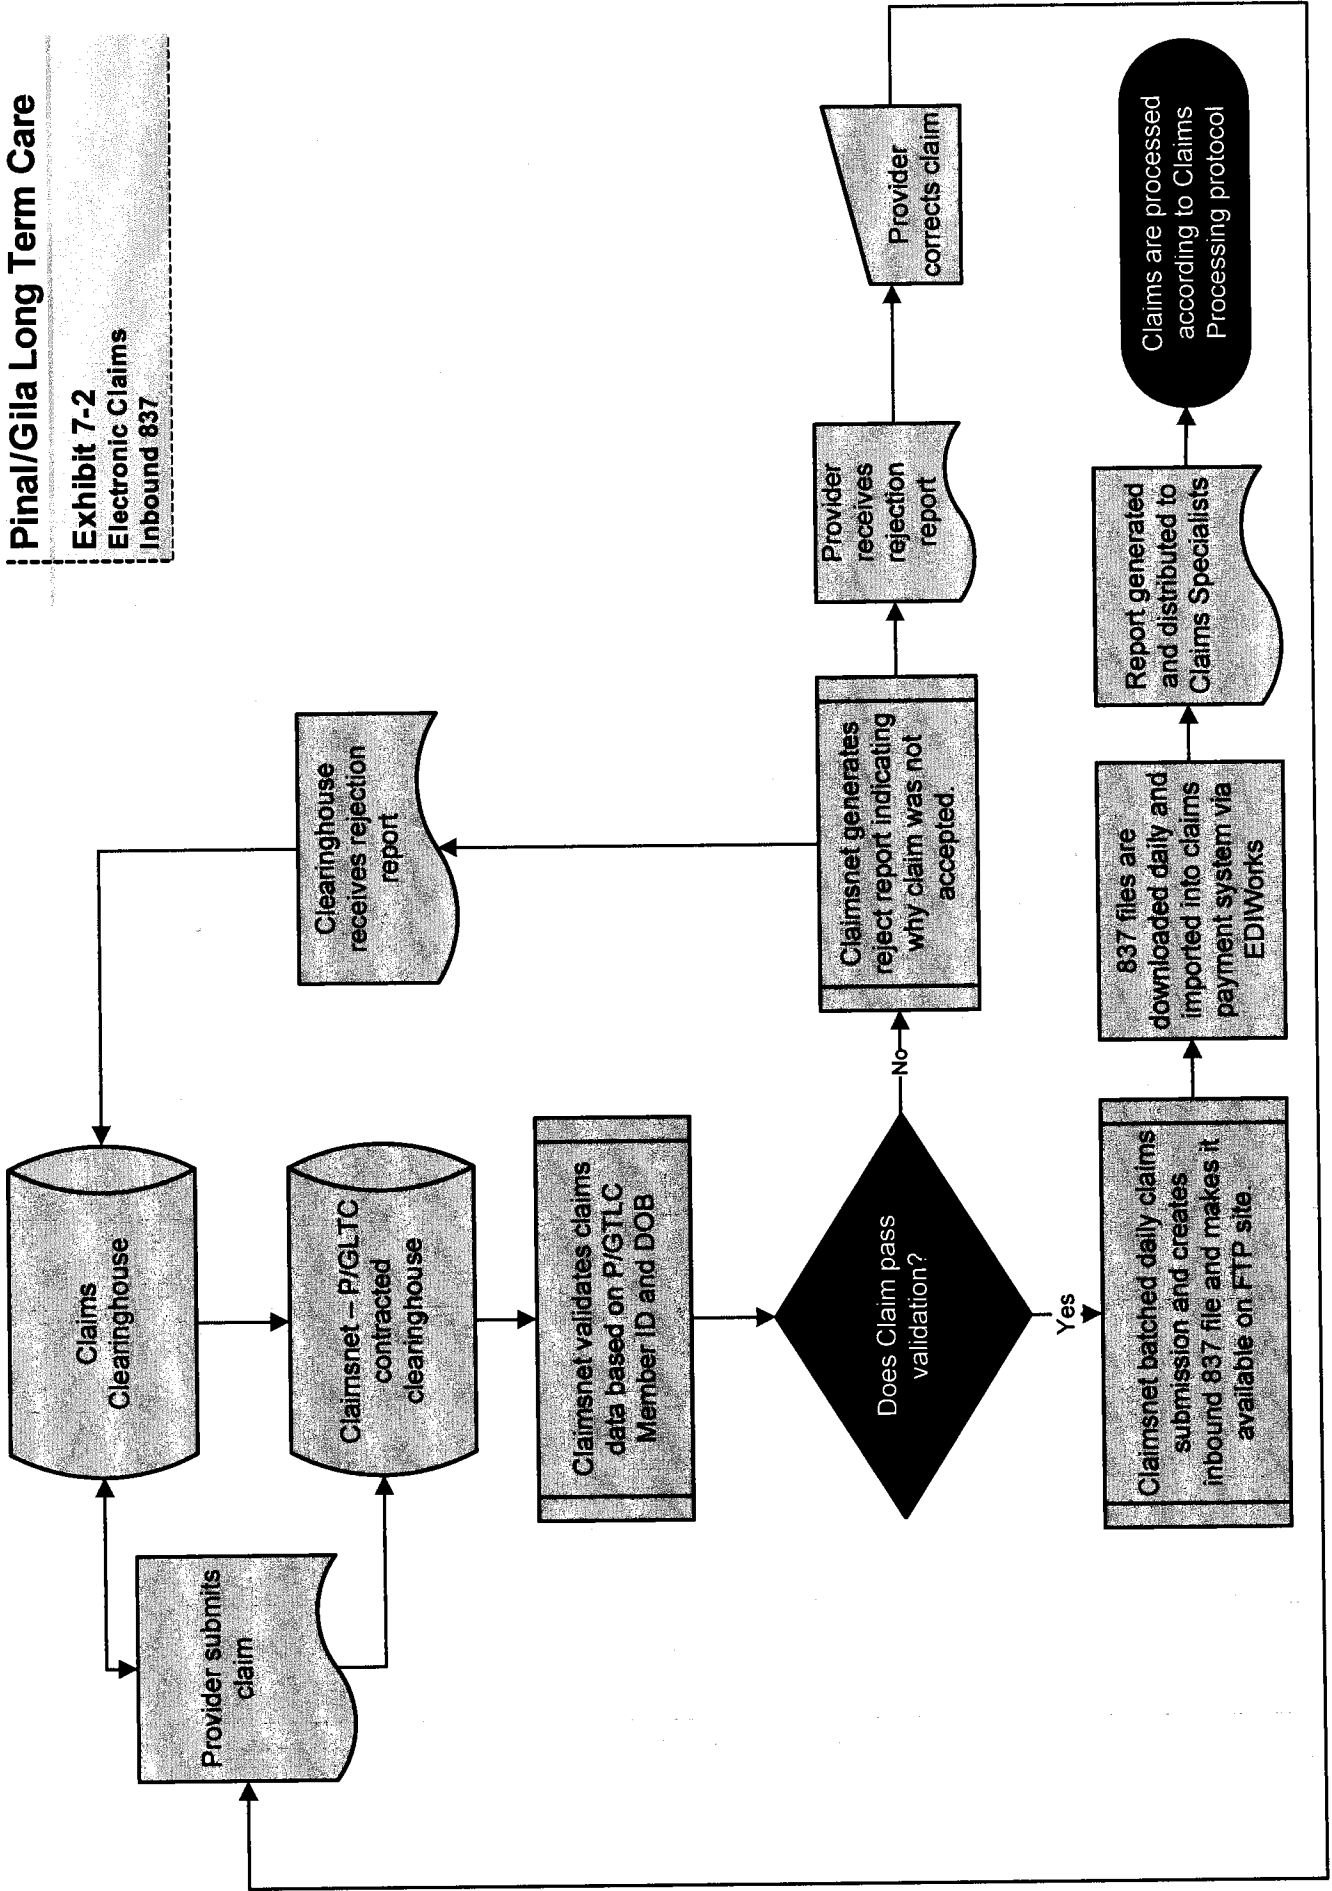 Pinal/Gila Long Term Care
Exhibit 7-2
Electronic Claims
Inbound 837
Provider submits
claim
Claims
Clearinghouse
Claimsnet – P/GLTC
contracted
clearinghouse
Claimsnet validates claims
data based on P/GTLC
Member ID and DOB
Does Claim pass
validation?
No
Yes
Clearinghouse
receives rejection
report
Claimsnet generates
reject report indicating
why claim was not
accepted.
Provider
receives
rejection
report
Provider
corrects claim
Claimsnet batched daily claims
submission and creates
inbound 837 file and makes it
available on FTP site.
837 files are
downloaded daily and
imported into claims
payment system via
EDIWorks
Report generated
and distributed to
Claims Specialists
Claims are processed
according to Claims
Processing protocol